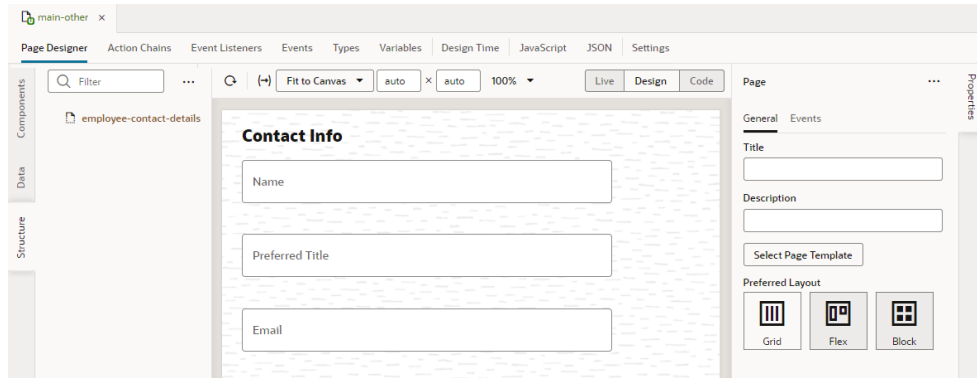 main-other ×
Page Designer Action Chains Event Listeners Events Types Variables Design Time JavaScript JSON Settings
Components
Data
Structure
Filter ...
employee-contact-details
Fit to Canvas auto × auto 100% Live Design Code
Contact Info
Name
Preferred Title
Email
Page ...
General Events
Title
Description
Select Page Template
Preferred Layout
Grid Flex Block
Properties